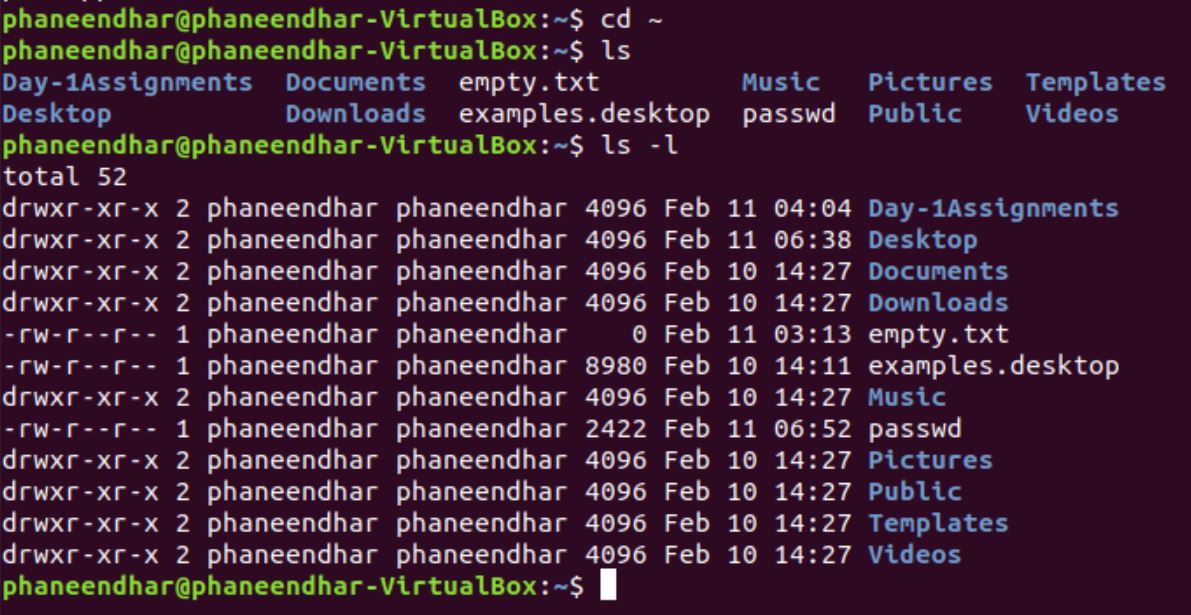 phaneendhar@phaneendhar-VirtualBox:~$ cd ~
phaneendhar@phaneendhar-VirtualBox:~$ ls
Day-1Assignments  Documents  empty.txt         Music   Pictures  Templates
Desktop           Downloads  examples.desktop  passwd  Public    Videos
phaneendhar@phaneendhar-VirtualBox:~$ ls -l
total 52
drwxr-xr-x 2 phaneendhar phaneendhar 4096 Feb 11 04:04 Day-1Assignments
drwxr-xr-x 2 phaneendhar phaneendhar 4096 Feb 11 06:38 Desktop
drwxr-xr-x 2 phaneendhar phaneendhar 4096 Feb 10 14:27 Documents
drwxr-xr-x 2 phaneendhar phaneendhar 4096 Feb 10 14:27 Downloads
-rw-r--r-- 1 phaneendhar phaneendhar    0 Feb 11 03:13 empty.txt
-rw-r--r-- 1 phaneendhar phaneendhar 8980 Feb 10 14:11 examples.desktop
drwxr-xr-x 2 phaneendhar phaneendhar 4096 Feb 10 14:27 Music
-rw-r--r-- 1 phaneendhar phaneendhar 2422 Feb 11 06:52 passwd
drwxr-xr-x 2 phaneendhar phaneendhar 4096 Feb 10 14:27 Pictures
drwxr-xr-x 2 phaneendhar phaneendhar 4096 Feb 10 14:27 Public
drwxr-xr-x 2 phaneendhar phaneendhar 4096 Feb 10 14:27 Templates
drwxr-xr-x 2 phaneendhar phaneendhar 4096 Feb 10 14:27 Videos
phaneendhar@phaneendhar-VirtualBox:~$